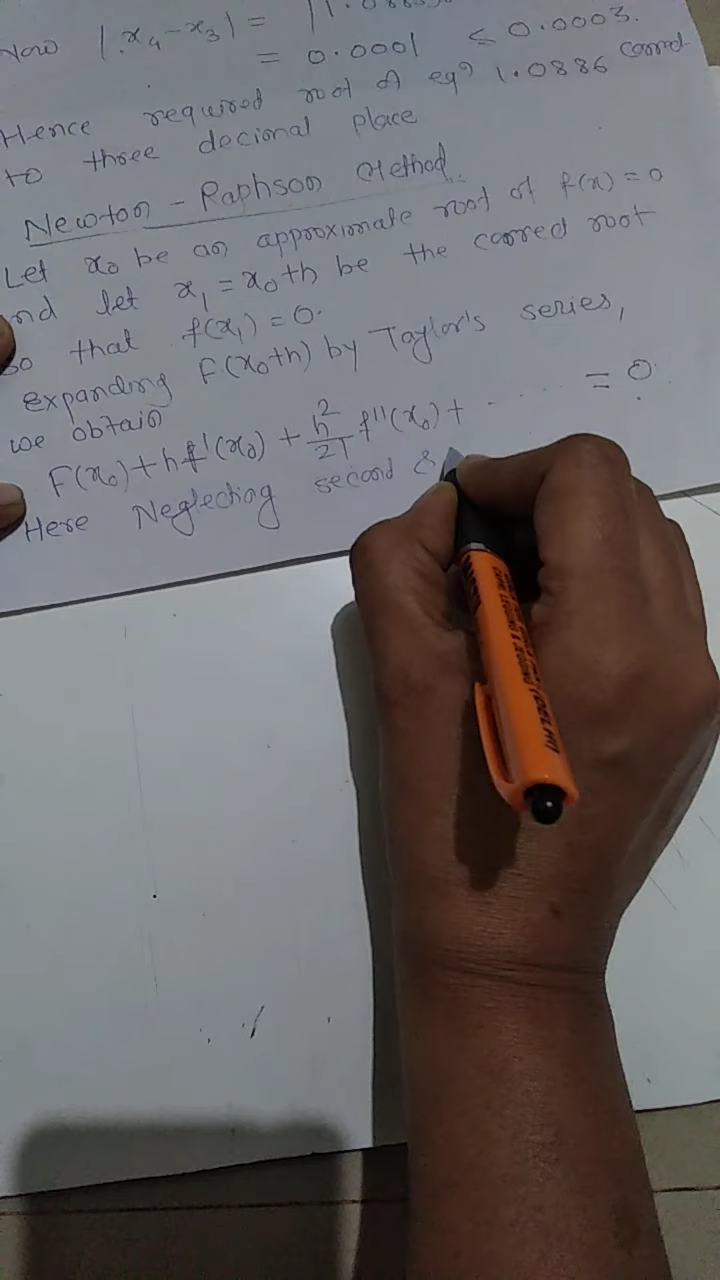 Now |x₄-x₃| =
= 0.0001 ≤ 0.0003.
Hence required root of eqⁿ 1.0886 correct
to three decional place
Newton - Raphson Method.
Let x₀ be an approximate root of f(x) = 0
nd let x₁ = x₀+h be the correct root
so that f(x₁) = 0.
expanding F(x₀+h) by Taylor's series,
we obtain
F(x₀) + hf'(x₀) + h²/2! f''(x₀) + ...... = 0
Here Neglecting second &